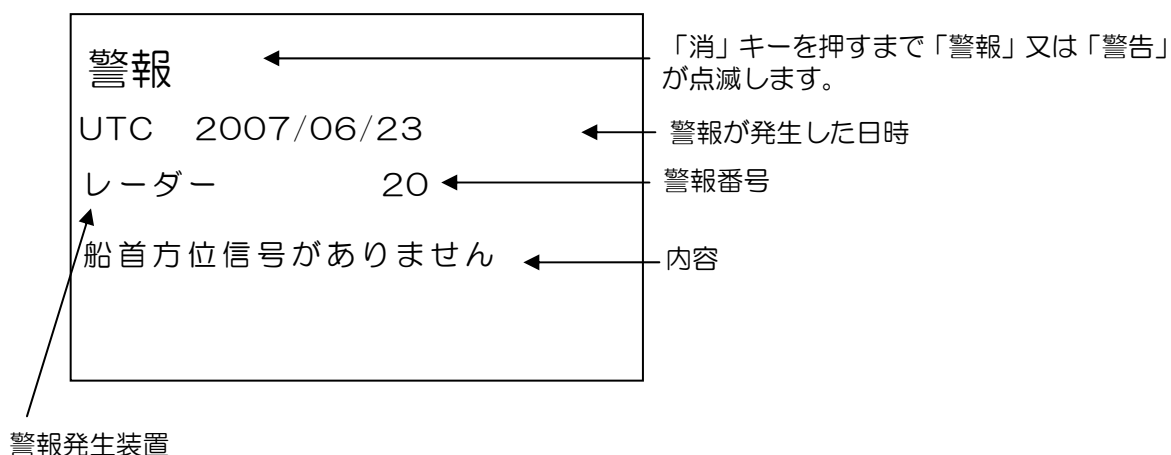 警報
「消」キーを押すまで「警報」又は「警告」
が点滅します。
UTC 2007/06/23
警報が発生した日時
レーダー 20
警報番号
船首方位信号がありません
内容
警報発生装置